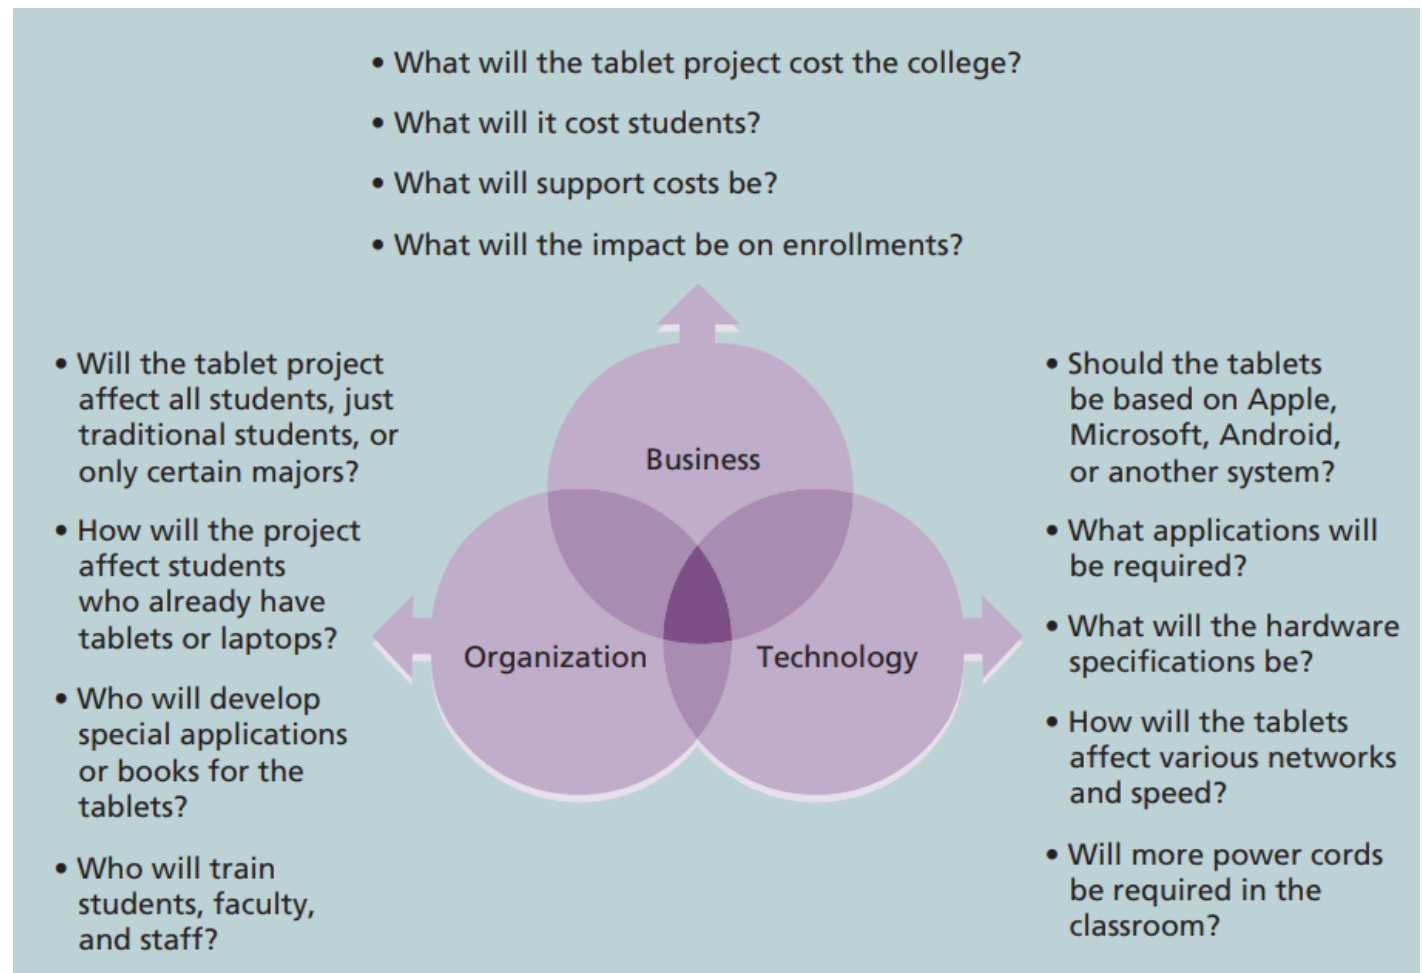 • What will the tablet project cost the college?
• What will it cost students?
• What will support costs be?
• What will the impact be on enrollments?
• Will the tablet project
affect all students, just
traditional students, or
only certain majors?
• How will the project
affect students
who already have
tablets or laptops?
• Who will develop
special applications
or books for the
tablets?
• Who will train
students, faculty,
and staff?
Business
Organization
Technology
• Should the tablets
be based on Apple,
Microsoft, Android,
or another system?
• What applications will
be required?
• What will the hardware
specifications be?
• How will the tablets
affect various networks
and speed?
• Will more power cords
be required in the
classroom?